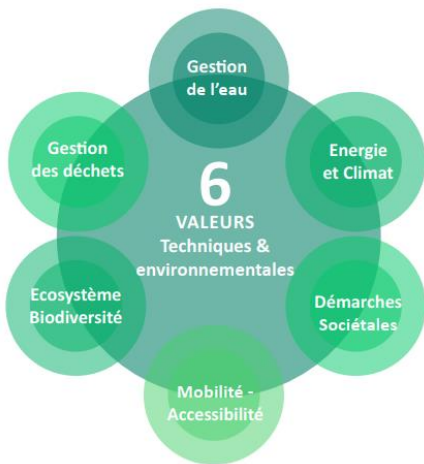 Gestion
de l'eau
Gestion
des déchets
Energie
et Climat
6
VALEURS
Techniques &
environnementales
Ecosystème
Biodiversité
Démarches
Sociétales
Mobilité -
Accessibilité